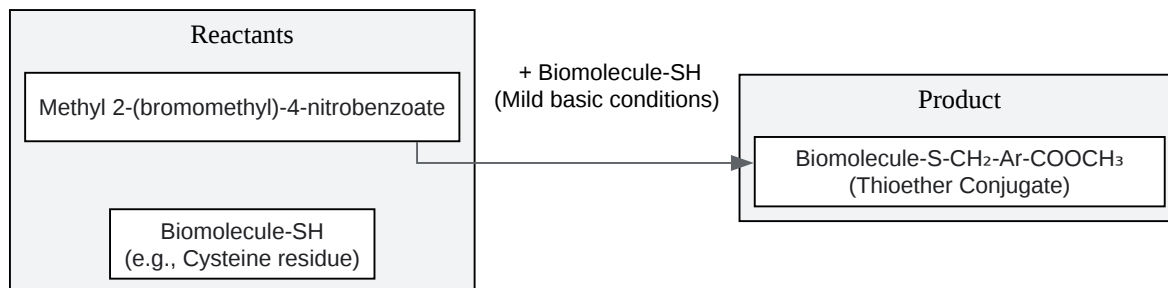 Reactants
Methyl 2-(bromomethyl)-4-nitrobenzoate
Biomolecule-SH
(e.g., Cysteine residue)
+ Biomolecule-SH
(Mild basic conditions)
Product
Biomolecule-S-CH₂-Ar-COOCH₃
(Thioether Conjugate)